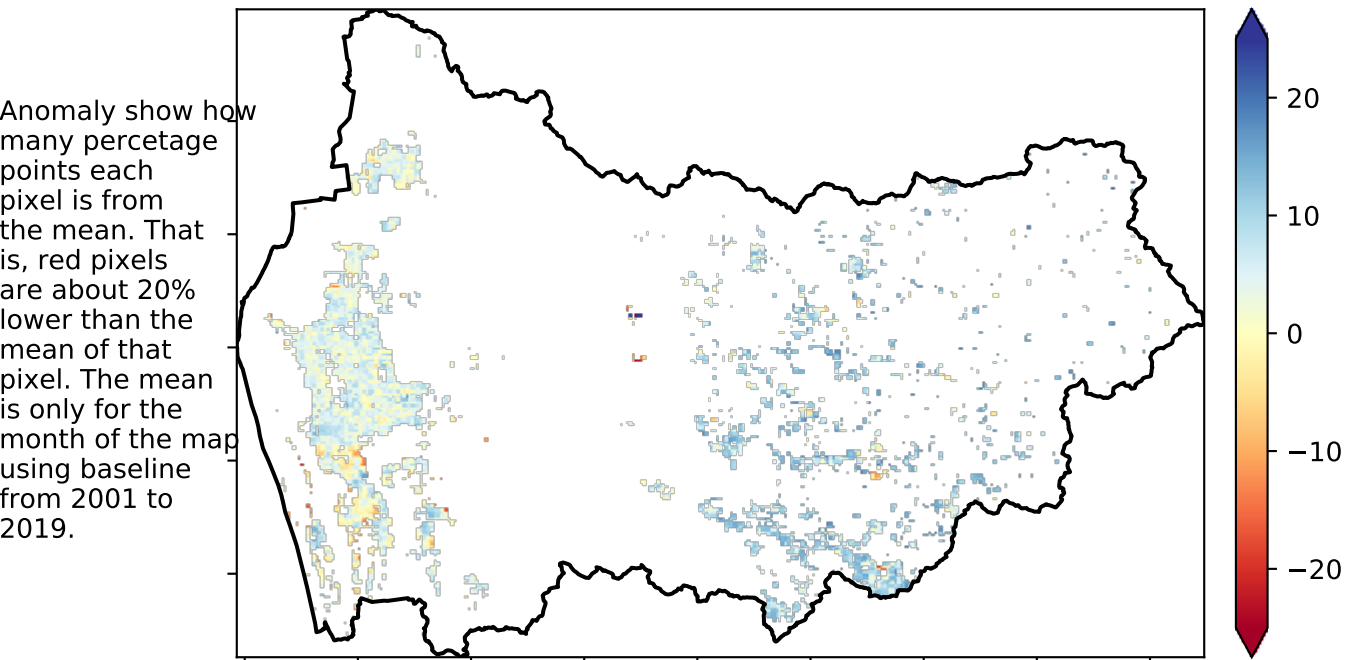 Anomaly show how
many percetage
points each
pixel is from
the mean. That
is, red pixels
are about 20%
lower than the
mean of that
pixel. The mean
is only for the
month of the map
using baseline
from 2001 to
2019.
20
10
0
−10
−20